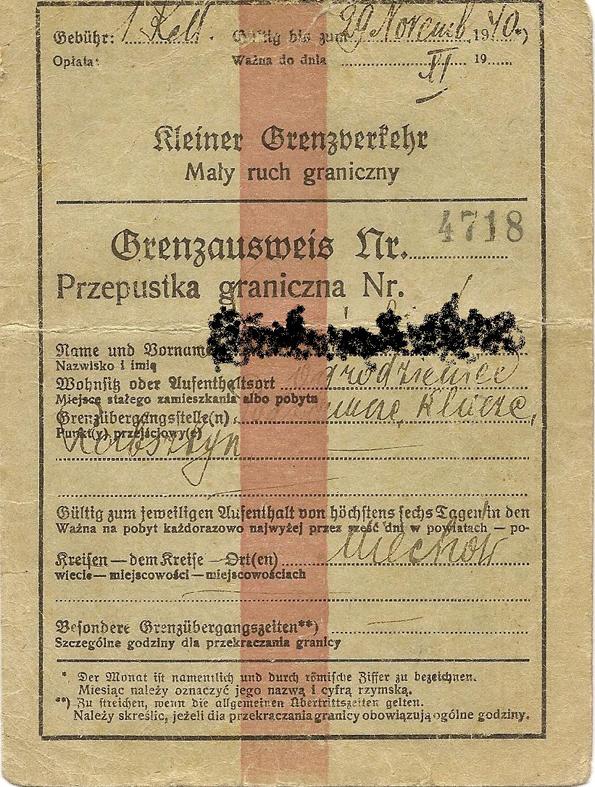 Gebühr: 1 Gültig bis zum 29 Novemb 1940*)
Opłata: Ważna do dnia XI 19
Kleiner Grenzverkehr
Mały ruch graniczny
Grenzausweis Nr. 4718
Przepustka graniczna Nr.
Name und Vorname
Nazwisko i imię
Wohnsitz oder Aufenthaltsort Ogrodzieniec
Miejsce stałego zamieszkania albo pobytu
Grenzübergangsstelle(n) Klucze,
Punkt(y) przejściowy(e)
Gültig zum jeweiligen Aufenthalt von höchstens sechs Tagen/in den
Ważna na pobyt każdorazowo najwyżej przez sześć dni w powiatach — po-
Kreisen — dem Kreise — Ort(en) Miechow
wiecie — miejscowości — miejscowościach
Besondere Grenzübergangszeiten**)
Szczególne godziny dla przekraczania granicy
* Der Monat ist namentlich und durch römische Ziffer zu bezeichnen.
Miesiąc należy oznaczyć jego nazwą i cyfrą rzymską.
**) Zu streichen, wenn die allgemeinen Übertrittszeiten gelten.
Należy skreślic, jeżeli dla przekraczania granicy obowiązują ogólne godziny.